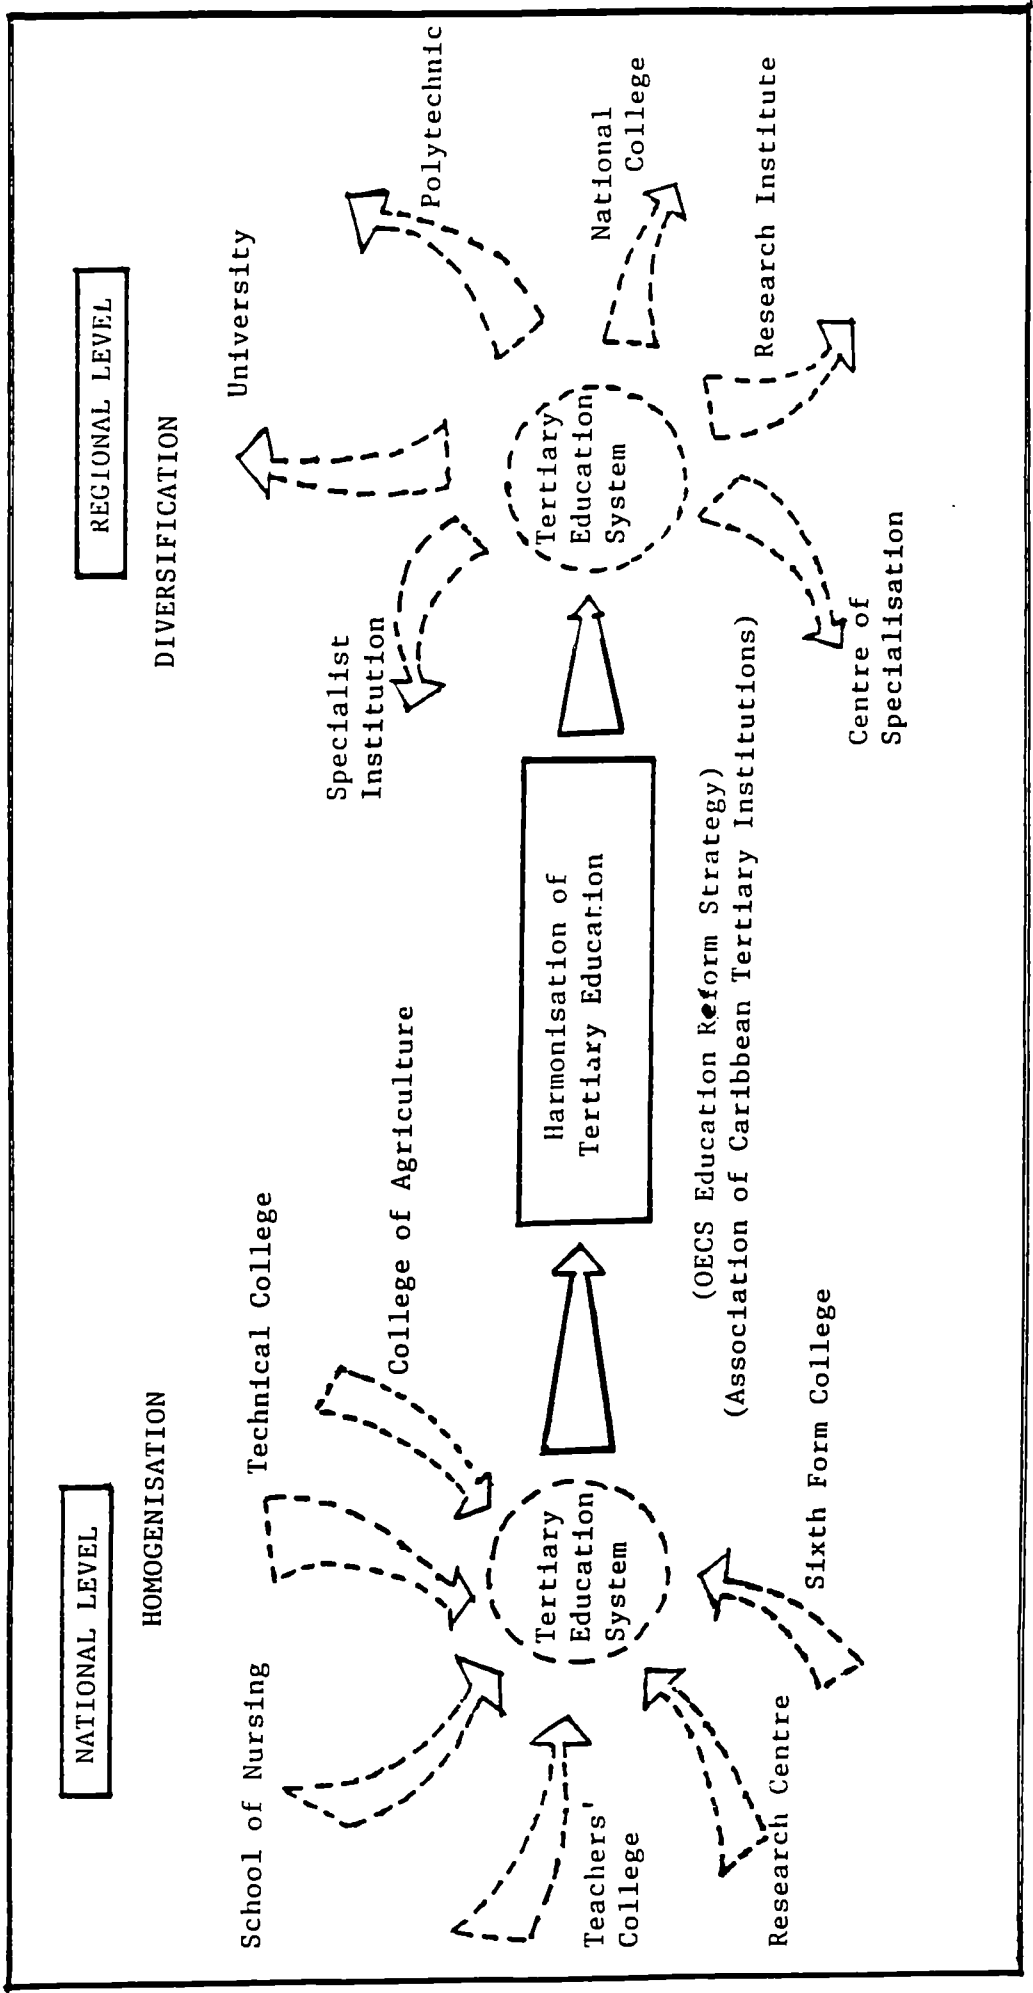 NATIONAL LEVEL
HOMOGENISATION
School of Nursing
Technical College
College of Agriculture
Teachers'
College
Tertiary
Education
System
Research Centre
Sixth Form College
Harmonisation of
Tertiary Education
(OECS Education Reform Strategy)
(Association of Caribbean Tertiary Institutions)
REGIONAL LEVEL
DIVERSIFICATION
Specialist
Institution
University
Polytechnic
Tertiary
Education
System
National
College
Centre of
Specialisation
Research Institute